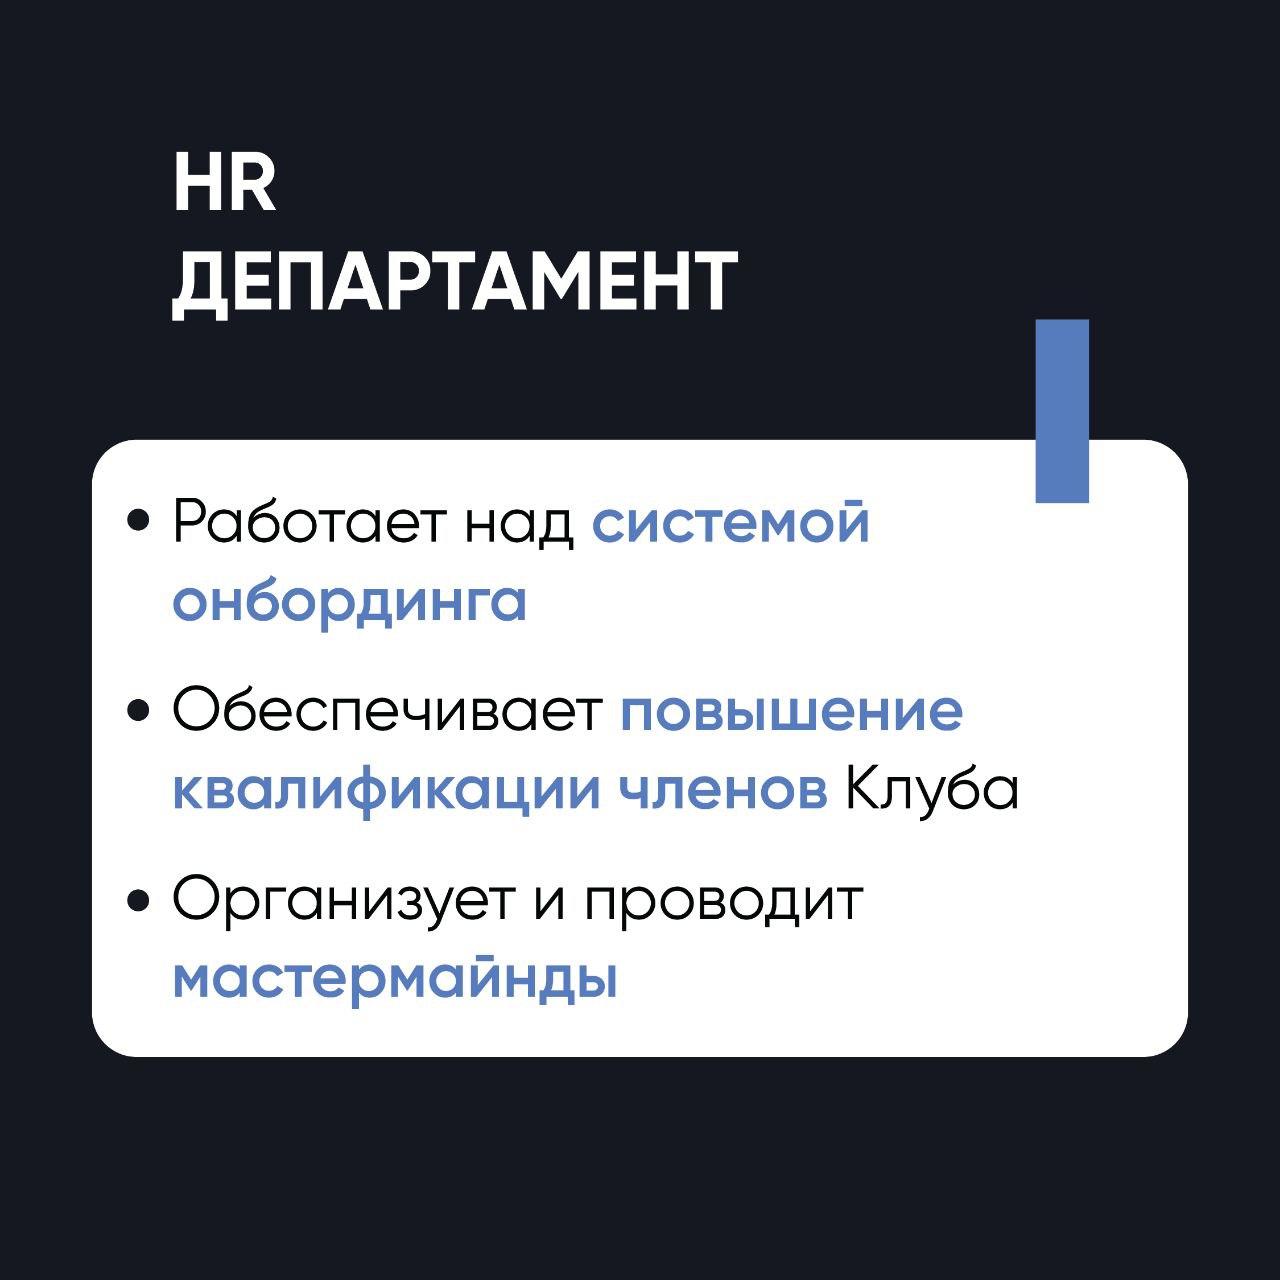 HR
ДЕПАРТАМЕНТ
• Работает над системой
онбординга
• Обеспечивает повышение
квалификации членов Клуба
• Организует и проводит
мастермайнды